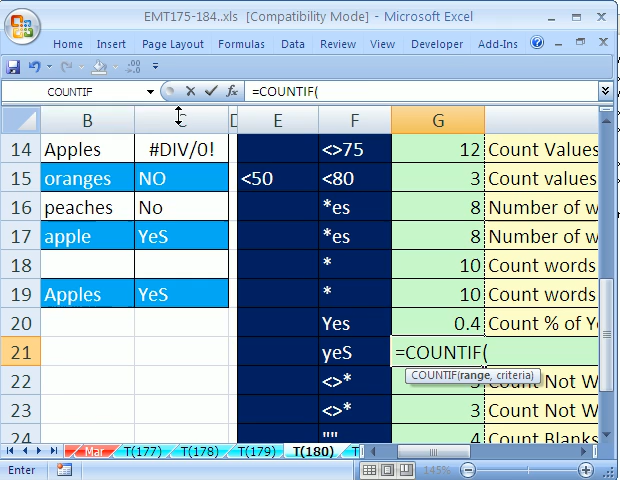 EMT175-184..xls [Compatibility Mode] - Microsoft Excel
Home Insert Page Layout Formulas Data Review View Developer Add-Ins
COUNTIF =COUNTIF(
B C D E F G
14 Apples #DIV/0! <>75 12 Count Values
15 oranges NO <50 <80 3 Count values
16 peaches No *es 8 Number of w
17 apple YeS *es 8 Number of w
18 * 10 Count words
19 Apples YeS * 10 Count words
20 Yes 0.4 Count % of Ye
21 yeS =COUNTIF(
COUNTIF(range, criteria)
22 <>* 3 Count Not W
23 <>* 3 Count Not W
24 "" 4 Count Blanks
Mar T(177) T(178) T(179) T(180)
Enter 145%